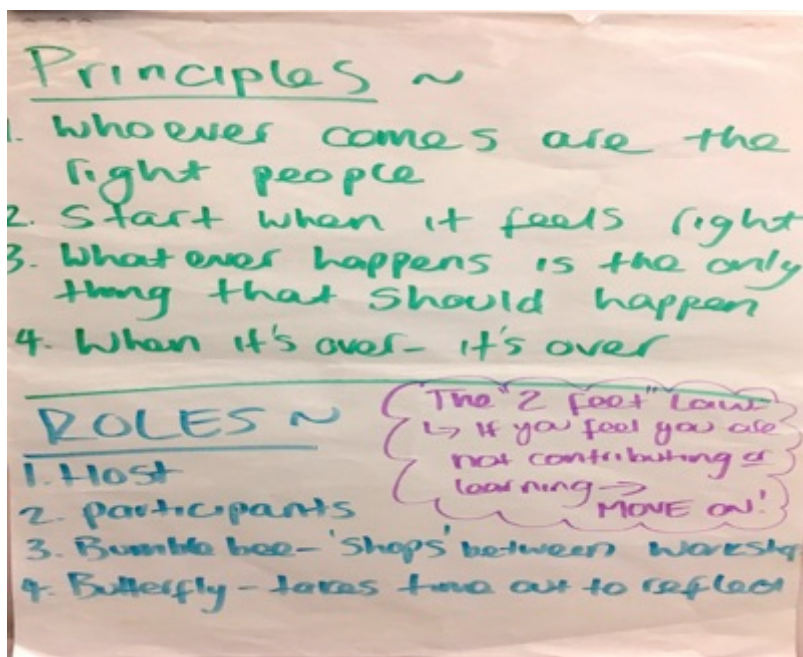 Principles ~
1. Whoever comes are the
right people
2. Start when it feels right
3. Whatever happens is the only
thing that should happen
4. When it's over - it's over
ROLES ~
The "2 feet" Law
↳ If you feel you are
not contributing or
learning →
MOVE ON!
1. Host
2. participants
3. Bumble bee - 'shops' between
4. Butterfly - takes time out to reflect